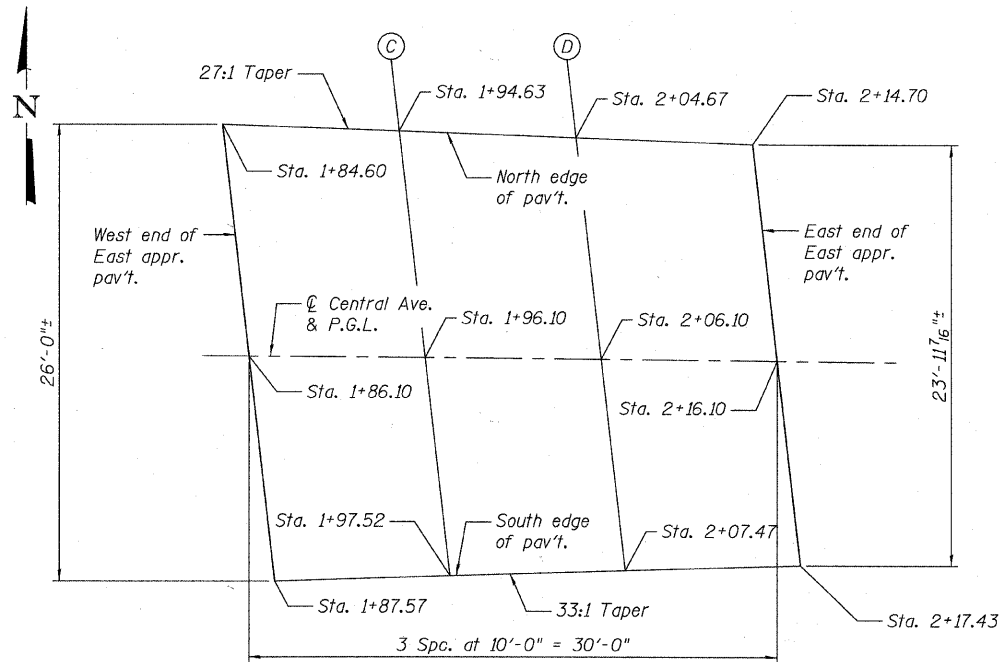 C
D
27:1 Taper
Sta. 1+94.63
Sta. 2+04.67
Sta. 2+14.70
N
Sta. 1+84.60
North edge
of pav't.
West end of
East appr.
pav't.
East end of
East appr.
pav't.
℄ Central Ave.
& P.G.L.
Sta. 1+96.10
Sta. 2+06.10
26'-0"±
23'-11 7/16"±
Sta. 1+86.10
Sta. 2+16.10
Sta. 1+97.52
South edge
of pav't.
Sta. 2+07.47
Sta. 1+87.57
33:1 Taper
Sta. 2+17.43
3 Spc. at 10'-0" = 30'-0"